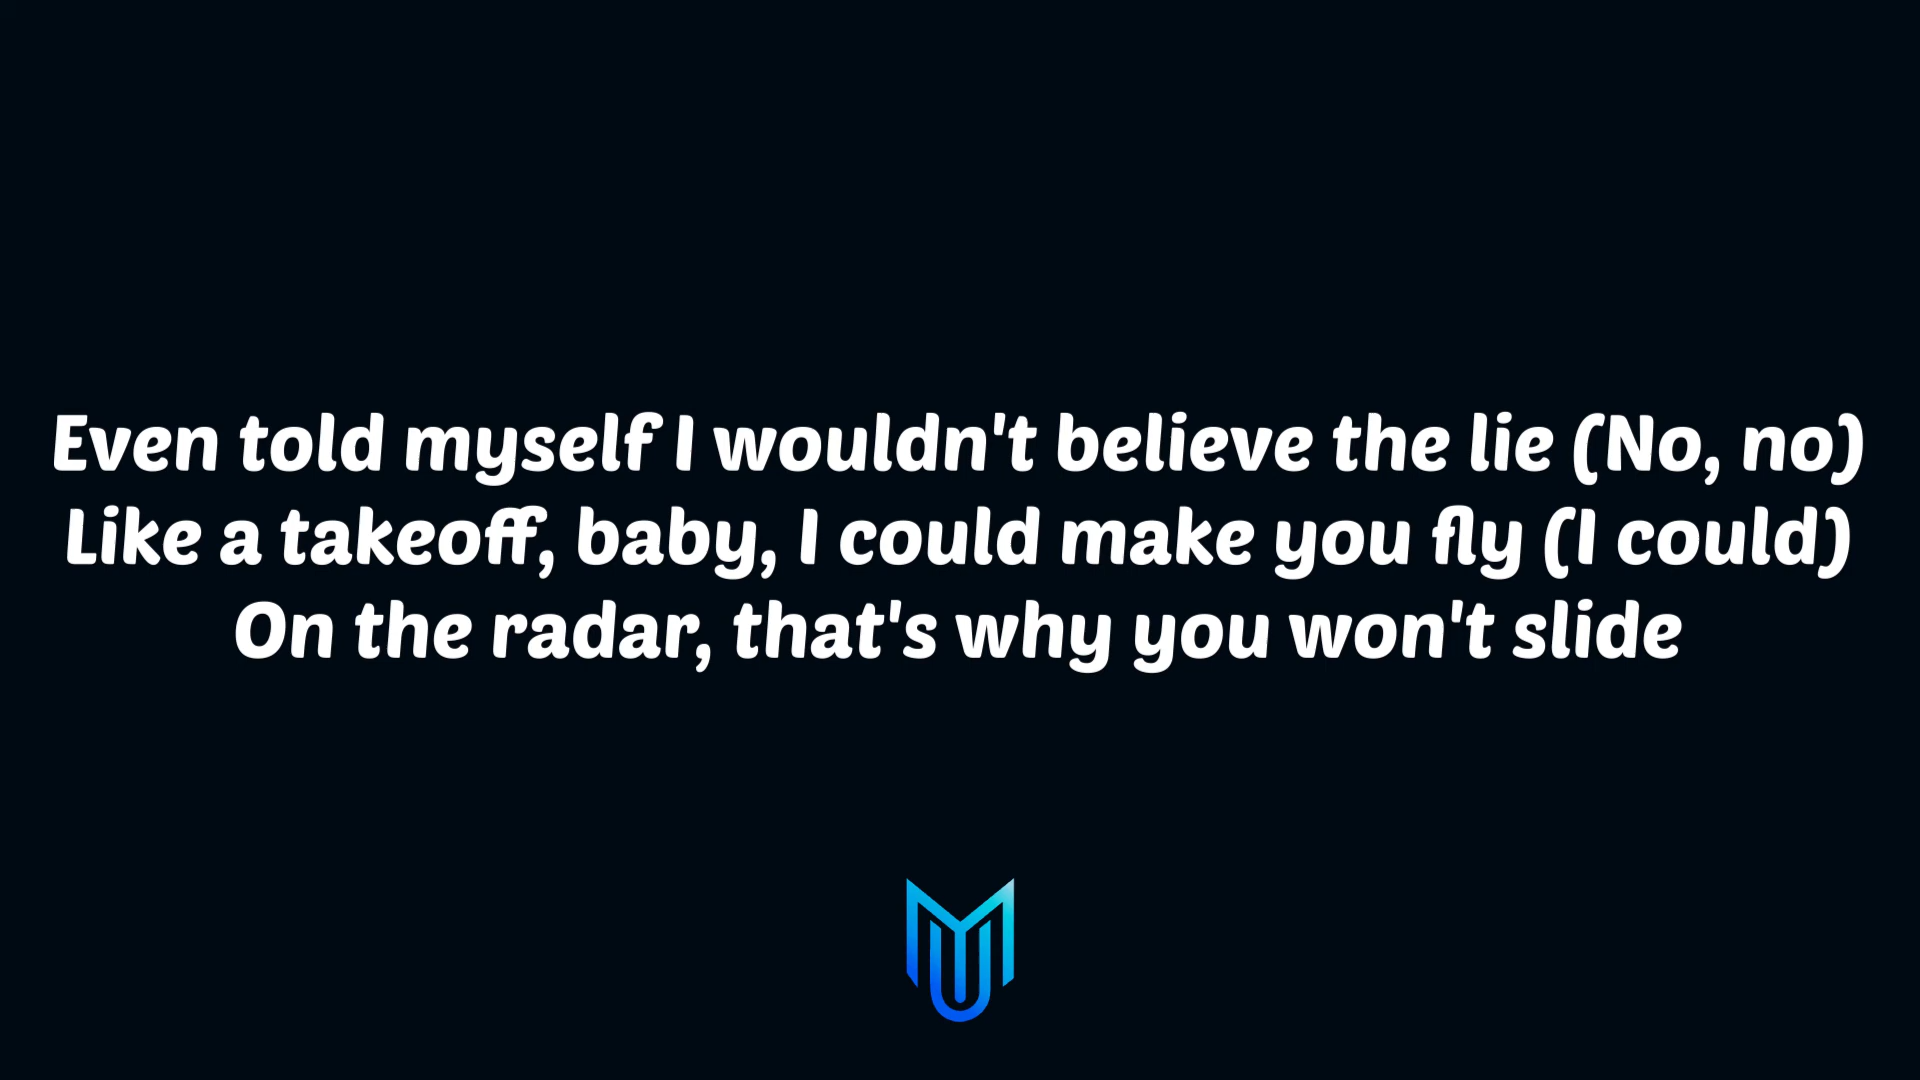 Even told myself I wouldn't believe the lie (No, no)
Like a takeoff, baby, I could make you fly (I could)
On the radar, that's why you won't slide